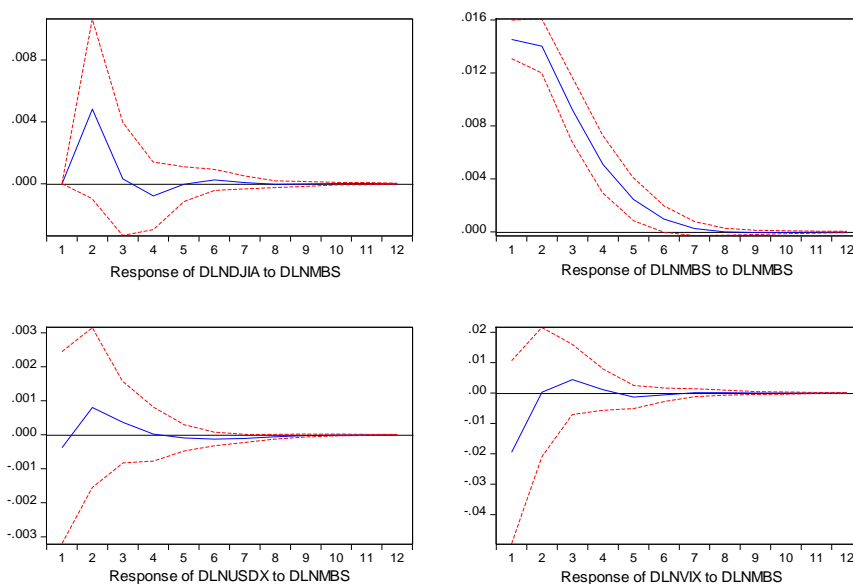 .008
.004
.000
1 2 3 4 5 6 7 8 9 10 11 12
Response of DLNDJIA to DLNMBS
.016
.012
.008
.004
.000
1 2 3 4 5 6 7 8 9 10 11 12
Response of DLNMBS to DLNMBS
.003
.002
.001
.000
-.001
-.002
-.003
1 2 3 4 5 6 7 8 9 10 11 12
Response of DLNUSDX to DLNMBS
.02
.01
.00
-.01
-.02
-.03
-.04
1 2 3 4 5 6 7 8 9 10 11 12
Response of DLNVIX to DLNMBS